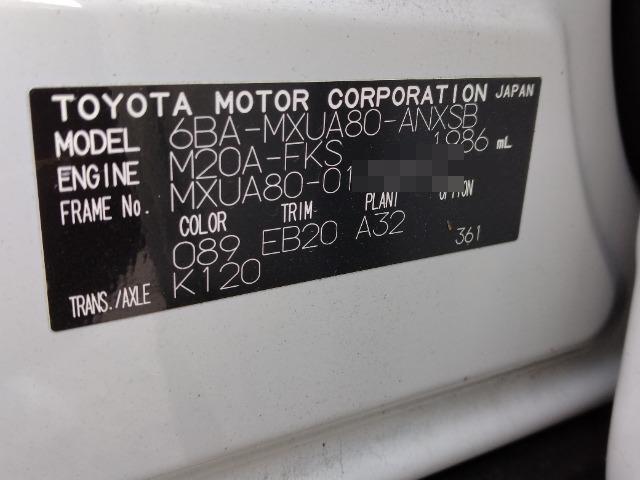 TOYOTA MOTOR CORPORATION JAPAN
MODEL 6BA-MXUA80-ANXSB
ENGINE M20A-FKS 1986 mL
FRAME No. MXUA80-01
COLOR TRIM PLANT OPTION
089 EB20 A32 361
TRANS./AXLE K120